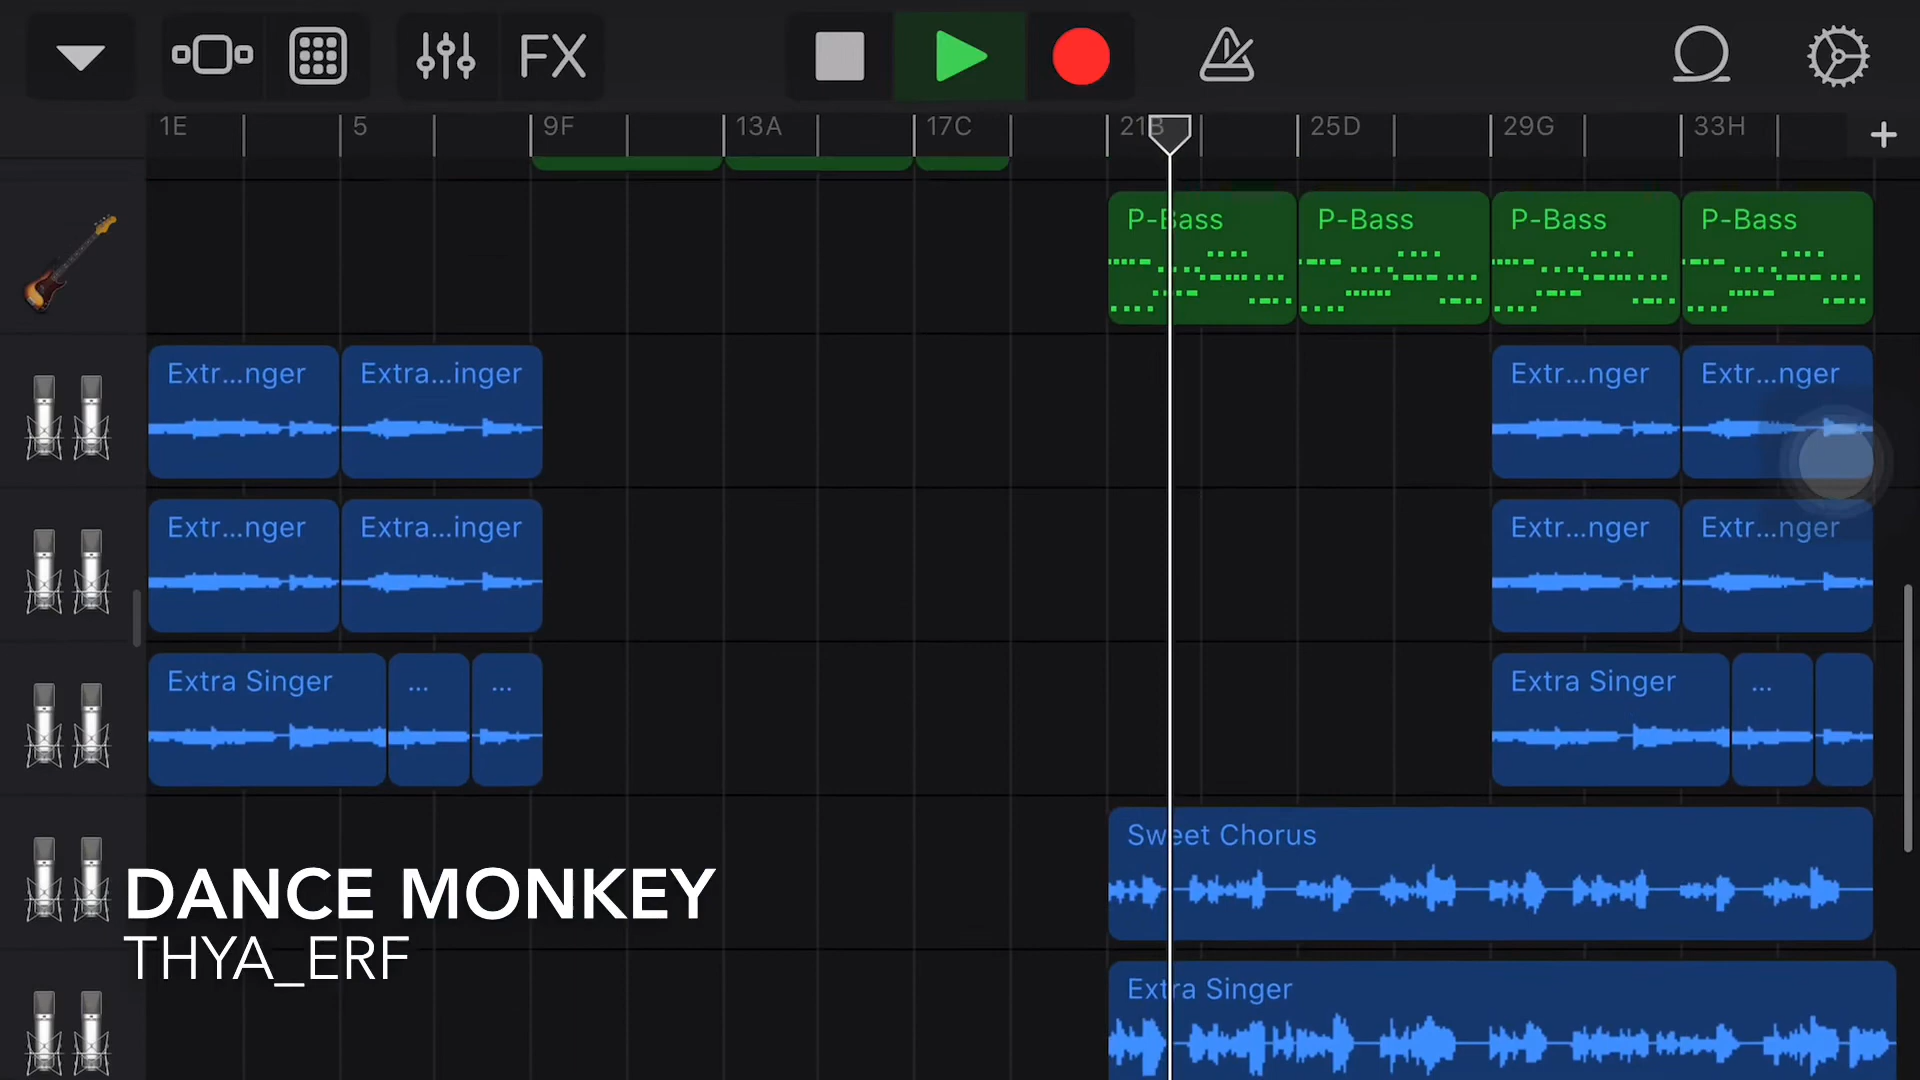 FX
1E 5 9F 13A 17C 21B 25D 29G 33H
P-Bass P-Bass P-Bass P-Bass
Extr...nger Extra...inger Extr...nger Extr...nger
Extr...nger Extra...inger Extr...nger Extr...nger
Extra Singer ... ... Extra Singer ...
Sweet Chorus
DANCE MONKEY
THYA_ERF
Extra Singer